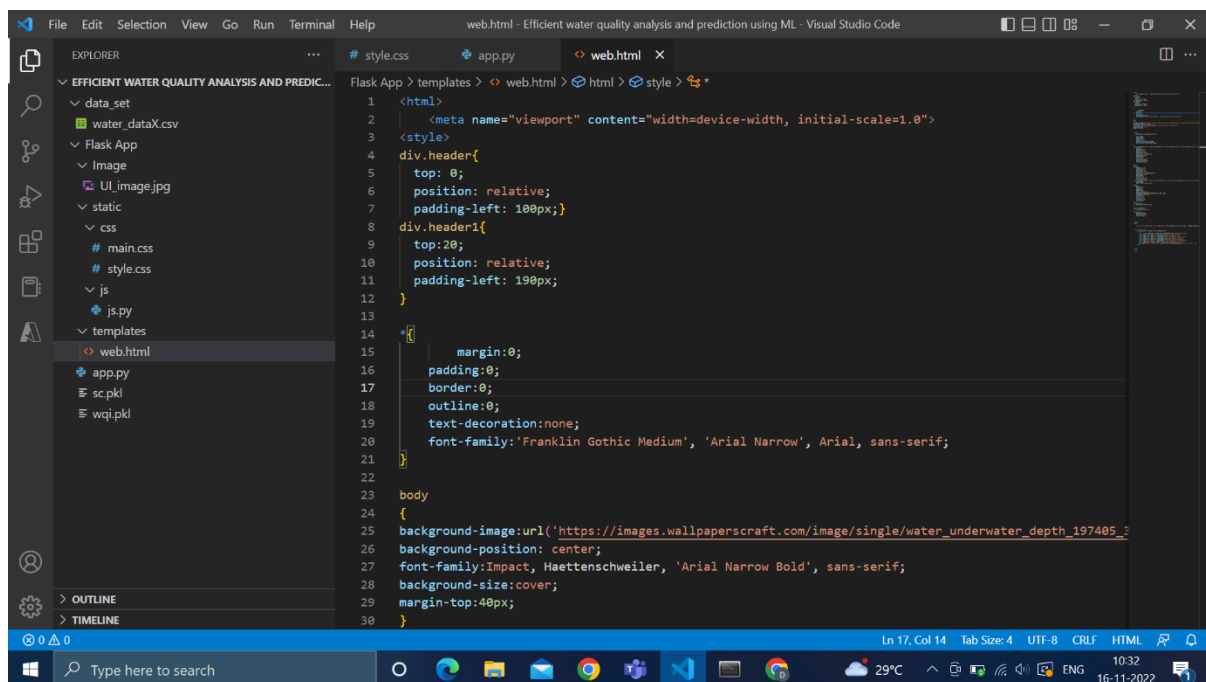 File Edit Selection View Go Run Terminal Help
web.html - Efficient water quality analysis and prediction using ML - Visual Studio Code
EXPLORER
EFFICIENT WATER QUALITY ANALYSIS AND PREDIC...
data_set
water_dataX.csv
Flask App
Image
UI_image.jpg
static
css
# main.css
# style.css
js
js.py
templates
<> web.html
app.py
sc.pkl
wqi.pkl
OUTLINE
TIMELINE
# style.css
app.py
<> web.html
Flask App > templates > <> web.html > html > style > *
1 <html>
2 <meta name="viewport" content="width=device-width, initial-scale=1.0">
3 <style>
4 div.header{
5 top: 0;
6 position: relative;
7 padding-left: 100px;}
8 div.header1{
9 top:20;
10 position: relative;
11 padding-left: 190px;
12 }
13
14 *{
15 margin:0;
16 padding:0;
17 border:0;
18 outline:0;
19 text-decoration:none;
20 font-family:'Franklin Gothic Medium', 'Arial Narrow', Arial, sans-serif;
21 }
22
23 body
24 {
25 background-image:url('https://images.wallpaperscraft.com/image/single/water_underwater_depth_197405_3
26 background-position: center;
27 font-family:Impact, Haettenschweiler, 'Arial Narrow Bold', sans-serif;
28 background-size:cover;
29 margin-top:40px;
30 }
0 0
Ln 17, Col 14 Tab Size: 4 UTF-8 CRLF HTML
Type here to search
29°C
ENG
10:32
16-11-2022
1